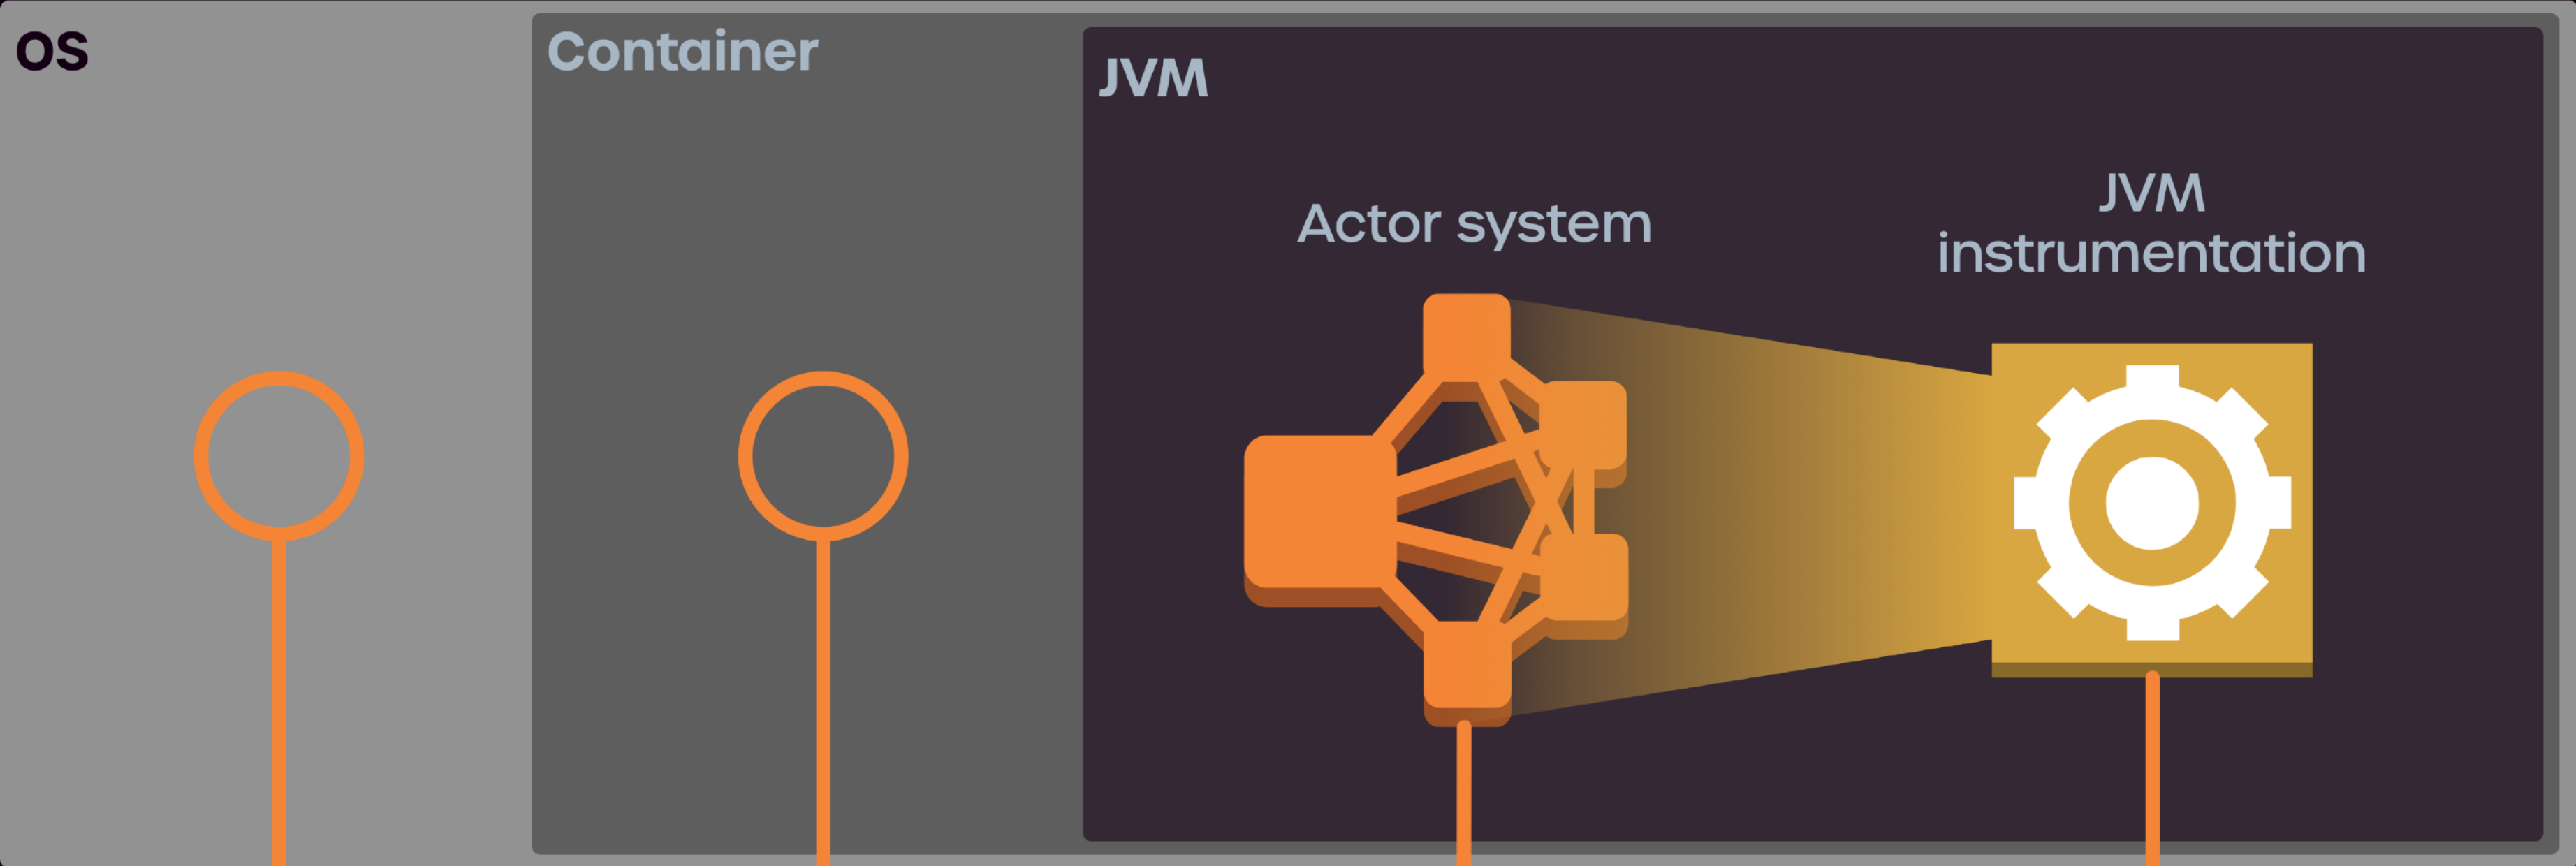 OS
Container
JVM
Actor system
JVM
instrumentation